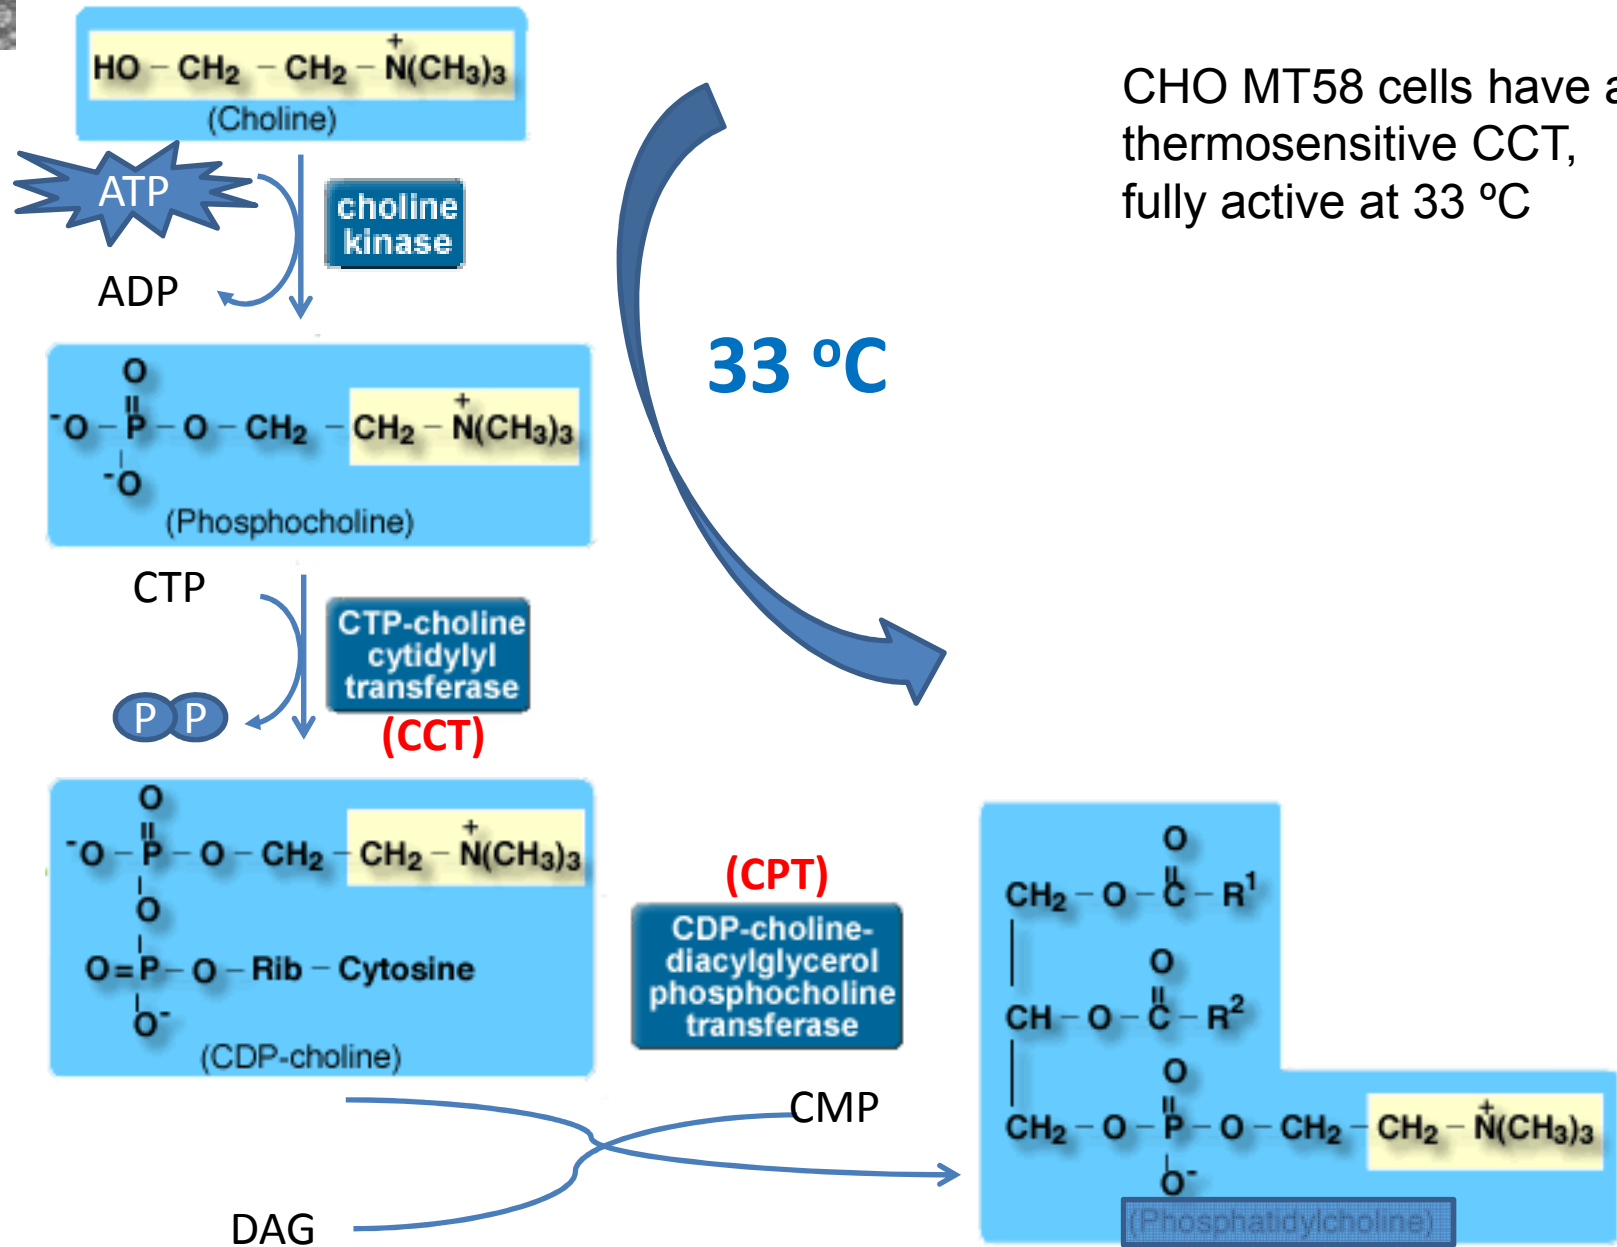 HO – CH₂ – CH₂ – N⁺(CH₃)₃
(Choline)
CHO MT58 cells have a
thermosensitive CCT,
fully active at 33 ºC
ATP
choline
kinase
ADP
33 ºC
O
||
⁻O – P – O – CH₂ – CH₂ – N⁺(CH₃)₃
|
⁻O
(Phosphocholine)
CTP
CTP-choline
cytidylyl
transferase
(CCT)
P P
O
||
⁻O – P – O – CH₂ – CH₂ – N⁺(CH₃)₃
|
O
|
O=P – O – Rib – Cytosine
|
O⁻
(CDP-choline)
(CPT)
CDP-choline-
diacylglycerol
phosphocholine
transferase
CMP
DAG
O
||
CH₂ – O – C – R¹
O
||
CH – O – C – R²
O
||
CH₂ – O – P – O – CH₂ – CH₂ – N⁺(CH₃)₃
|
O⁻
(Phosphatidylcholine)